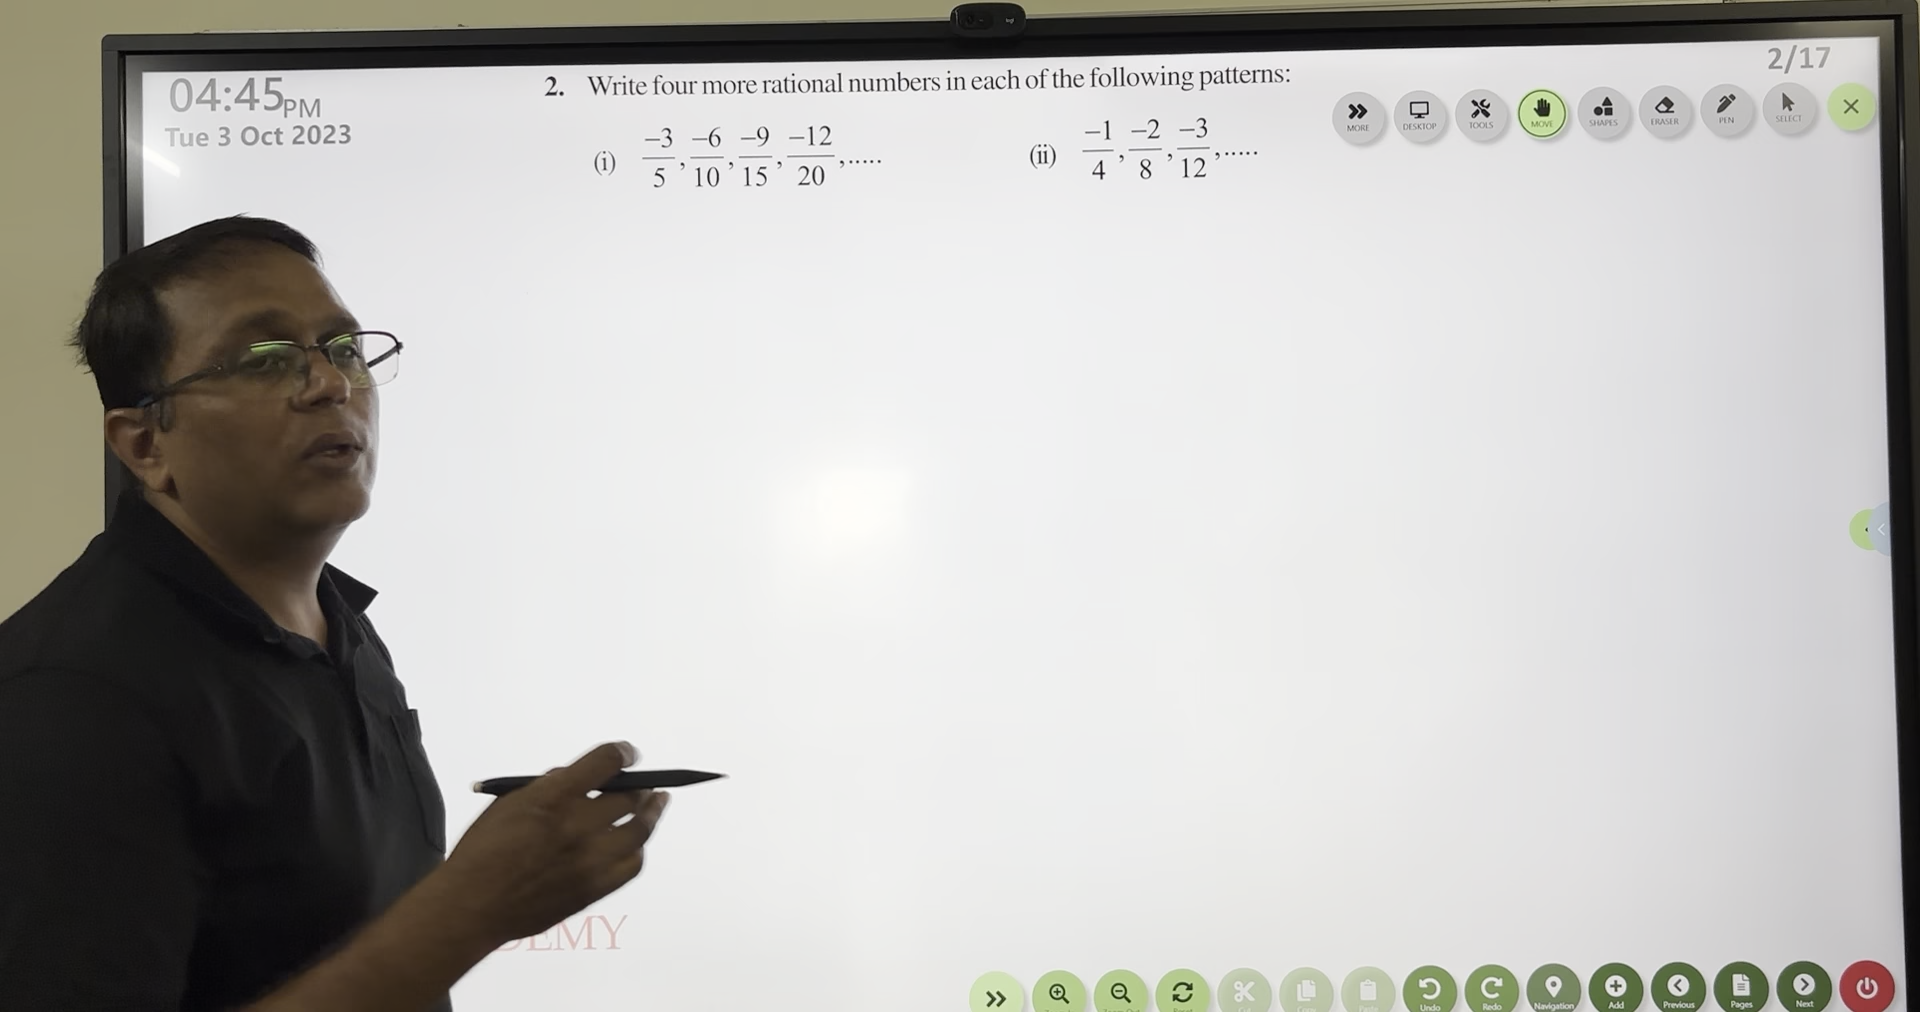 04:45PM
Tue 3 Oct 2023
2/17
2. Write four more rational numbers in each of the following patterns:
(i) –3/5, –6/10, –9/15, –12/20, .....
(ii) –1/4, –2/8, –3/12, .....
MORE DESKTOP TOOLS MOVE SHAPES ERASER PEN SELECT
EMY
Undo Redo Navigation Add Previous Pages Next